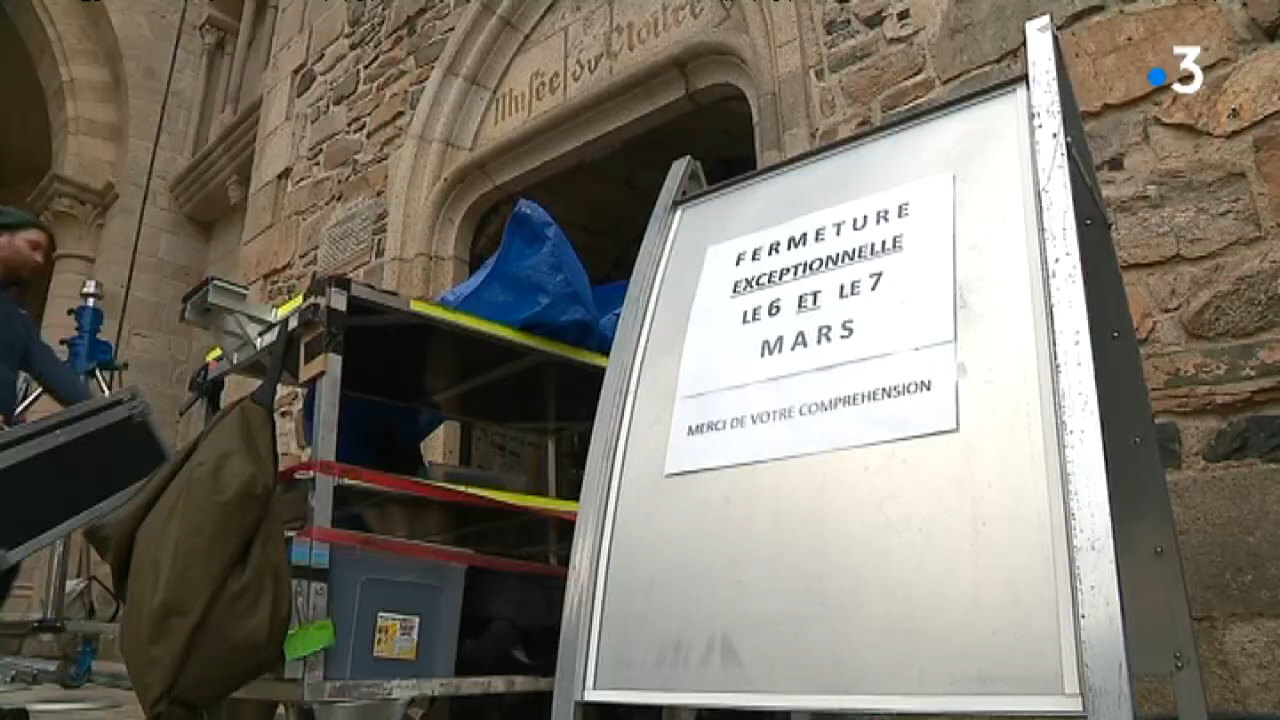 Musée du Cloître
3
FERMETURE
EXCEPTIONNELLE
LE 6 ET LE 7
MARS
MERCI DE VOTRE COMPREHENSION